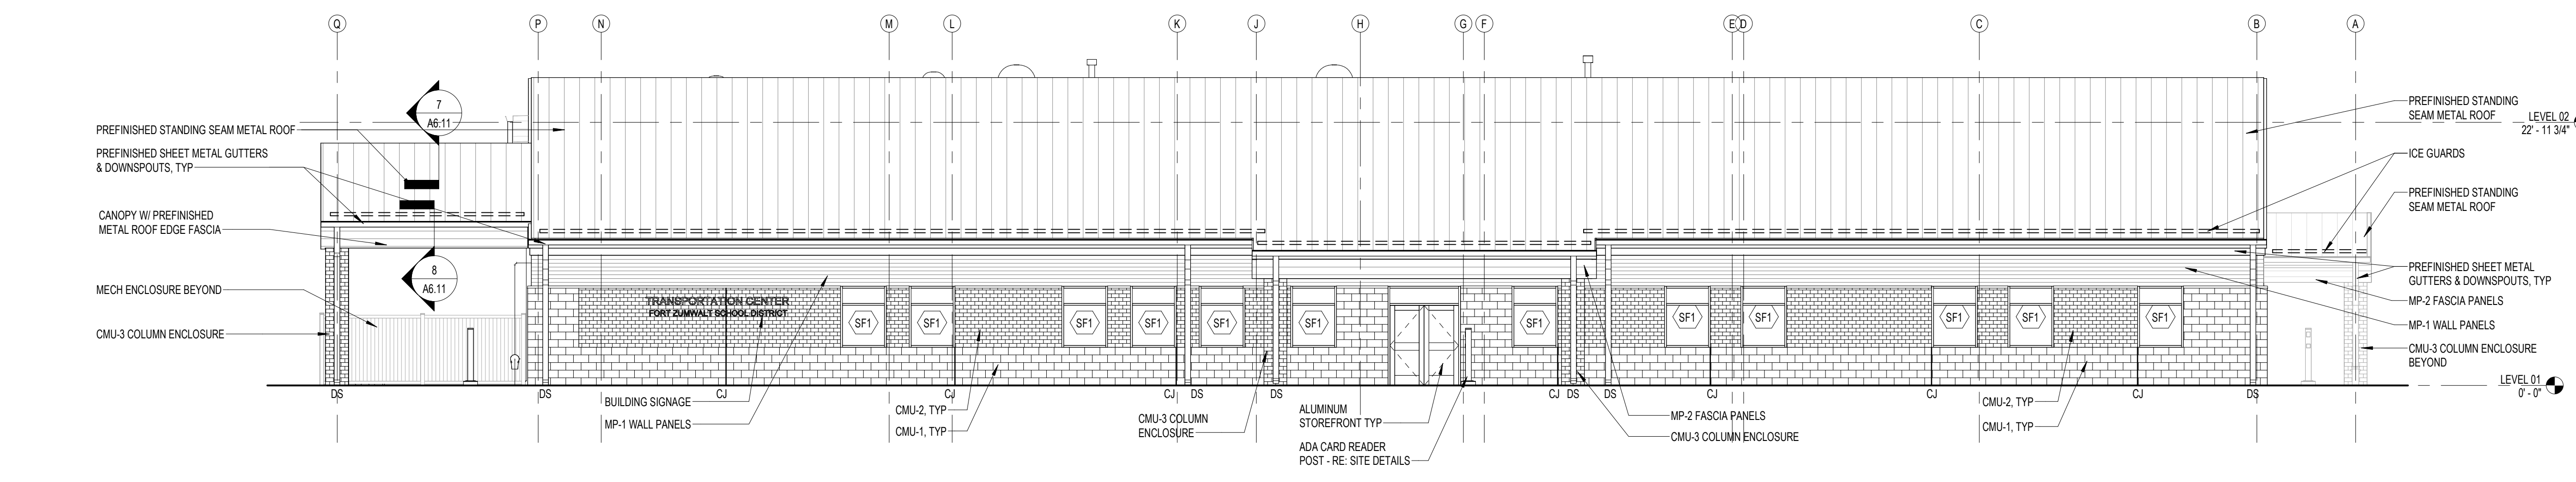 Q P N M L K J H G F E D C B A
7
A6.11
PREFINISHED STANDING SEAM METAL ROOF
PREFINISHED SHEET METAL GUTTERS
& DOWNSPOUTS, TYP
CANOPY W/ PREFINISHED
METAL ROOF EDGE FASCIA
8
A6.11
MECH ENCLOSURE BEYOND
CMU-3 COLUMN ENCLOSURE
PREFINISHED STANDING
SEAM METAL ROOF
LEVEL 02
22' - 11 3/4"
ICE GUARDS
PREFINISHED STANDING
SEAM METAL ROOF
PREFINISHED SHEET METAL
GUTTERS & DOWNSPOUTS, TYP
MP-2 FASCIA PANELS
MP-1 WALL PANELS
CMU-3 COLUMN ENCLOSURE
BEYOND
LEVEL 01
0' - 0"
TRANSPORTATION CENTER
FORT ZUMWALT SCHOOL DISTRICT
SF1 SF1 SF1 SF1 SF1 SF1 SF1 SF1 SF1 SF1 SF1 SF1
DS DS CJ CJ CJ DS DS CJ DS DS CJ CJ CJ DS
BUILDING SIGNAGE
MP-1 WALL PANELS
CMU-2, TYP
CMU-1, TYP
CMU-3 COLUMN
ENCLOSURE
ALUMINUM
STOREFRONT TYP
ADA CARD READER
POST - RE: SITE DETAILS
MP-2 FASCIA PANELS
CMU-3 COLUMN ENCLOSURE
CMU-2, TYP
CMU-1, TYP